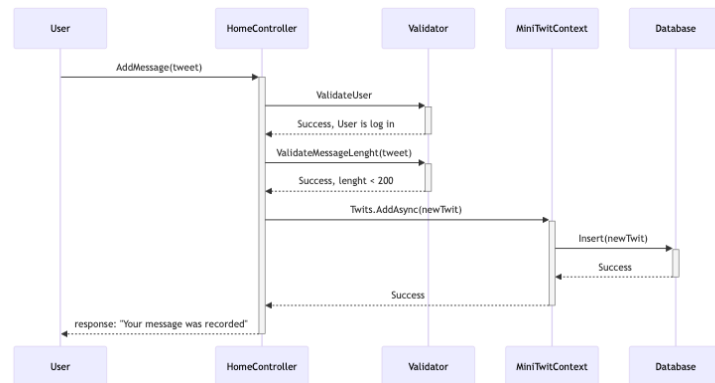 User HomeController Validator MiniTwitContext Database
AddMessage(tweet)
ValidateUser
Success, User is log in
ValidateMessageLenght(tweet)
Success, lenght < 200
Twits.AddAsync(newTwit)
Insert(newTwit)
Success
Success
response: "Your message was recorded"
User HomeController Validator MiniTwitContext Database